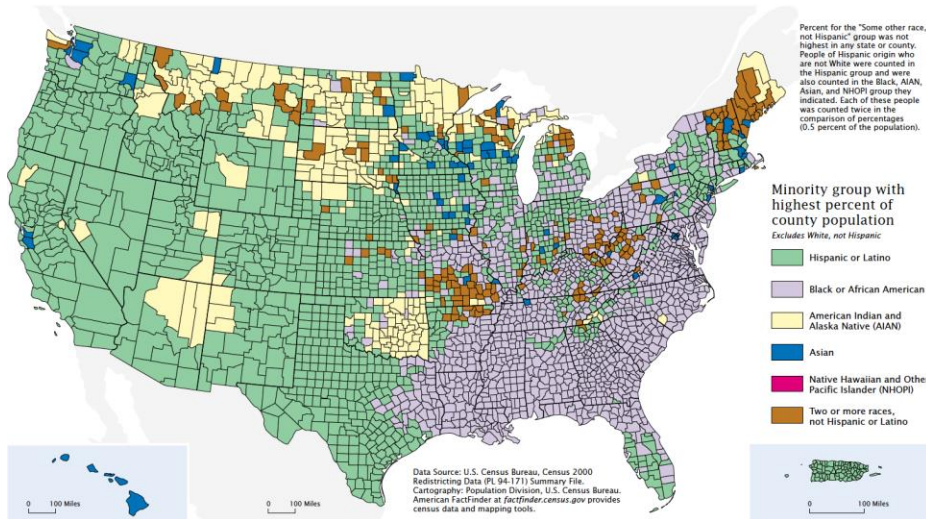 Percent for the "Some other race,
not Hispanic" group was not
highest in any state or county.
People of Hispanic origin who
are not White were counted in
the Hispanic group and were
also counted in the Black, AIAN,
Asian, and NHOPI group they
indicated. Each of these people
was counted twice in the
comparison of percentages
(0.5 percent of the population).
Minority group with
highest percent of
county population
Excludes White, not Hispanic
Hispanic or Latino
Black or African American
American Indian and
Alaska Native (AIAN)
Asian
Native Hawaiian and Othe
Pacific Islander (NHOPI)
Two or more races,
not Hispanic or Latino
Data Source: U.S. Census Bureau, Census 2000
Redistricting Data (PL 94-171) Summary File.
Cartography: Population Division, U.S. Census Bureau.
American FactFinder at factfinder.census.gov provides
census data and mapping tools.
0 100 Miles
0 100 Miles
0 100 Miles